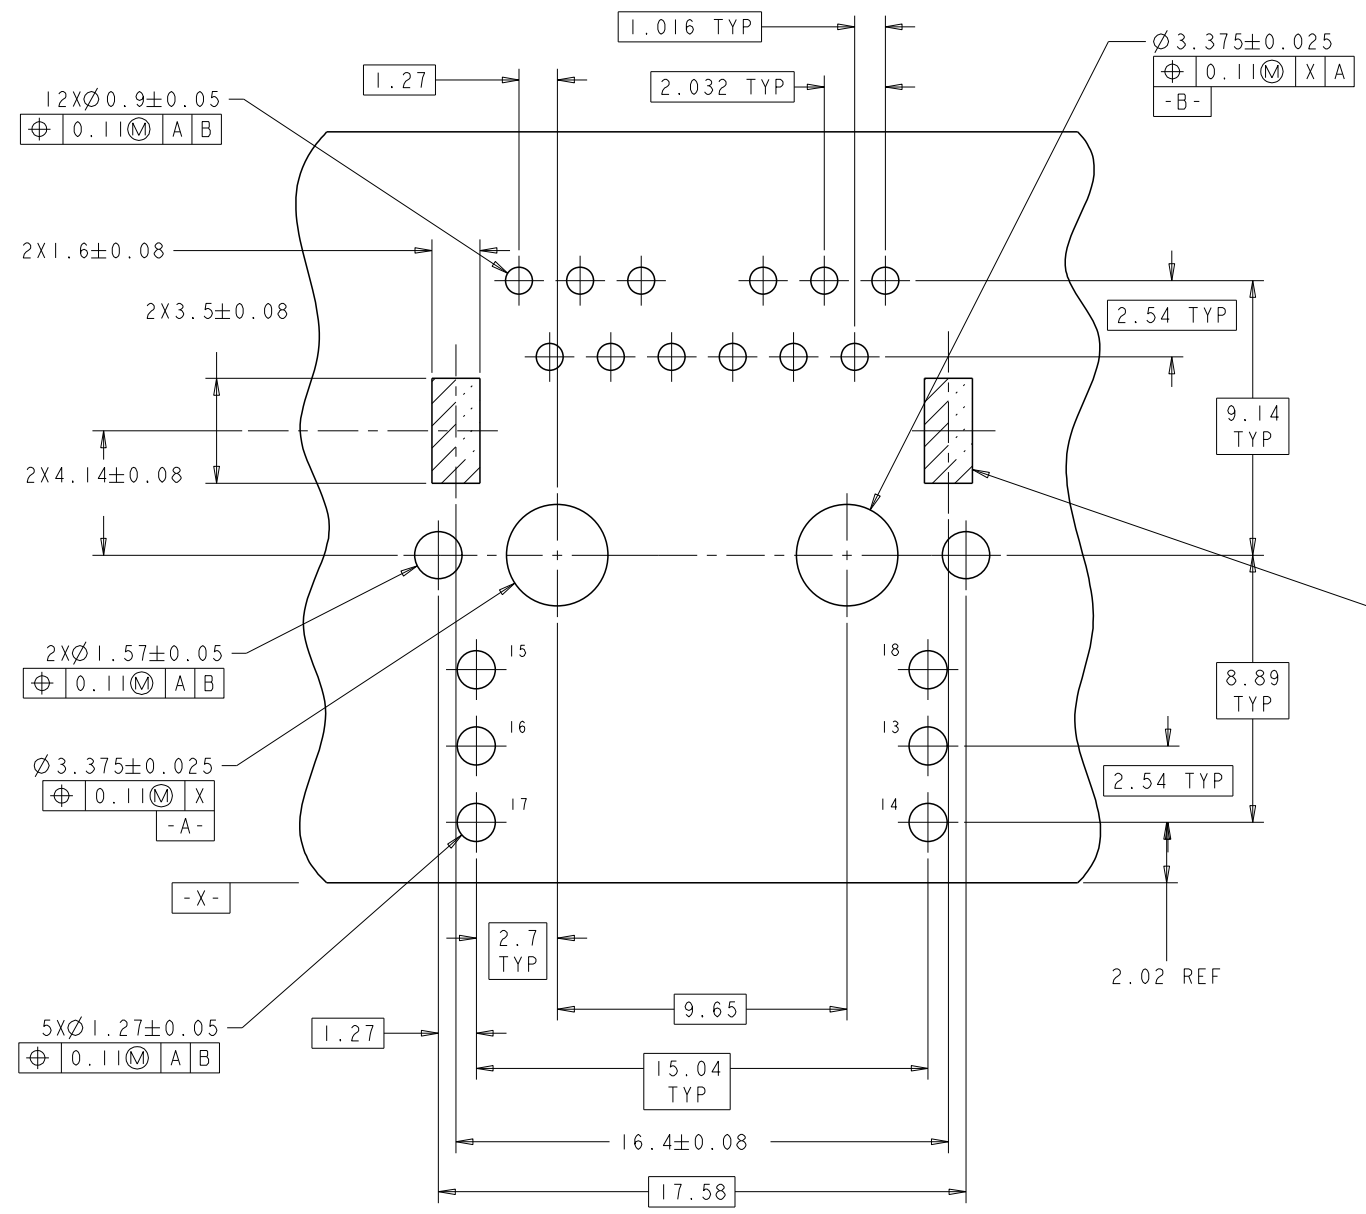 1.016 TYP
1.27
2.032 TYP
Ø3.375±0.025
⌖ 0.11Ⓜ X A
-B-
12XØ0.9±0.05
⌖ 0.11Ⓜ A B
2X1.6±0.08
2X3.5±0.08
2.54 TYP
9.14
TYP
2X4.14±0.08
2XØ1.57±0.05
⌖ 0.11Ⓜ A B
15
18
8.89
TYP
16
13
Ø3.375±0.025
⌖ 0.11Ⓜ X
-A-
2.54 TYP
17
14
-X-
2.7
TYP
2.02 REF
9.65
5XØ1.27±0.05
⌖ 0.11Ⓜ A B
1.27
15.04
TYP
16.4±0.08
17.58